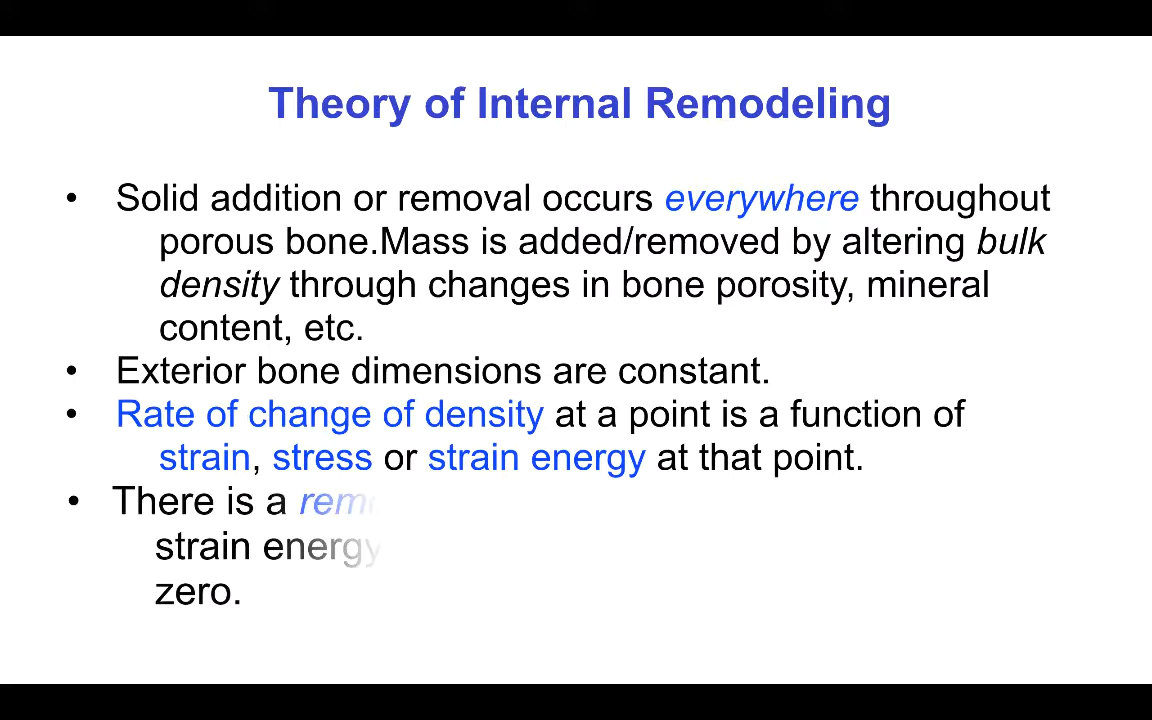 Theory of Internal Remodeling
• Solid addition or removal occurs everywhere throughout
porous bone.Mass is added/removed by altering bulk
density through changes in bone porosity, mineral
content, etc.
• Exterior bone dimensions are constant.
• Rate of change of density at a point is a function of
strain, stress or strain energy at that point.
• There is a
strain energy
zero.